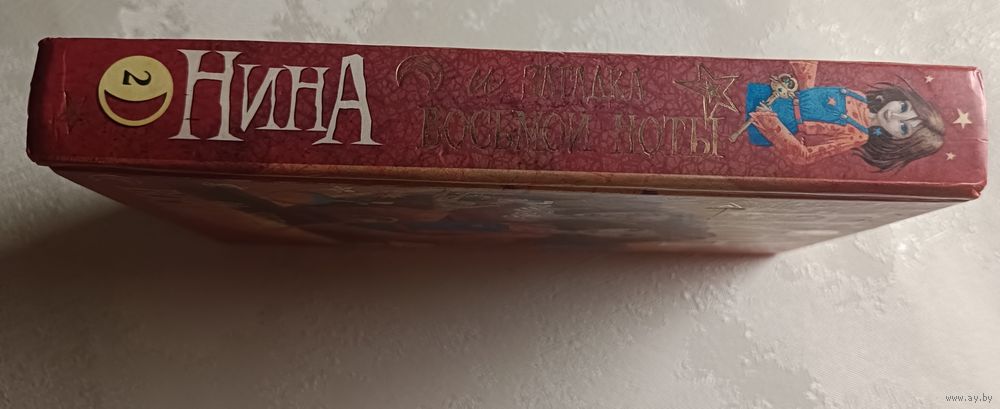 2
НИНА
и ЗАГАДКА
ВОСЬМОЙ НОТЫ
© www.ay.by